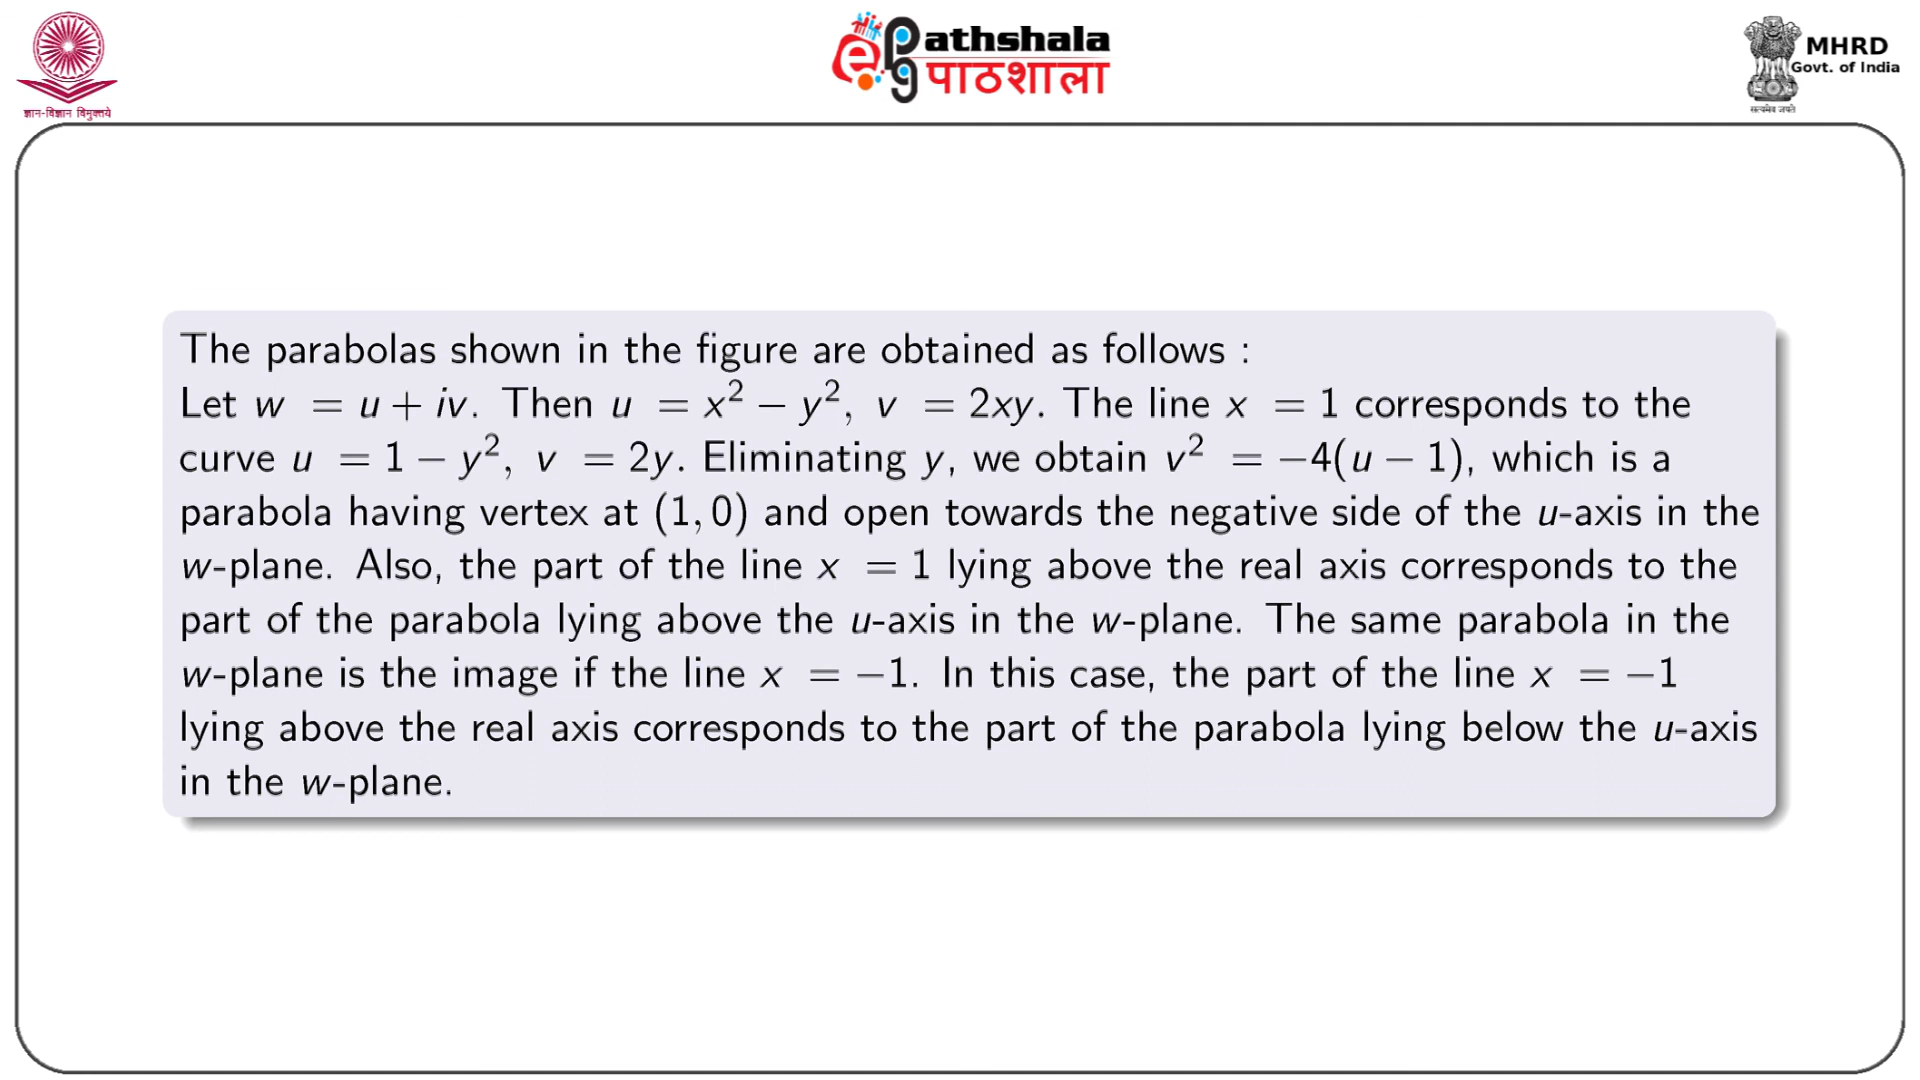 ज्ञान-विज्ञान विमुक्तये
ePathshala
पाठशाला
MHRD
Govt. of India
सत्यमेव जयते
The parabolas shown in the figure are obtained as follows :
Let w = u + iv. Then u = x² − y², v = 2xy. The line x = 1 corresponds to the
curve u = 1 − y², v = 2y. Eliminating y, we obtain v² = −4(u − 1), which is a
parabola having vertex at (1, 0) and open towards the negative side of the u-axis in the
w-plane. Also, the part of the line x = 1 lying above the real axis corresponds to the
part of the parabola lying above the u-axis in the w-plane. The same parabola in the
w-plane is the image if the line x = −1. In this case, the part of the line x = −1
lying above the real axis corresponds to the part of the parabola lying below the u-axis
in the w-plane.